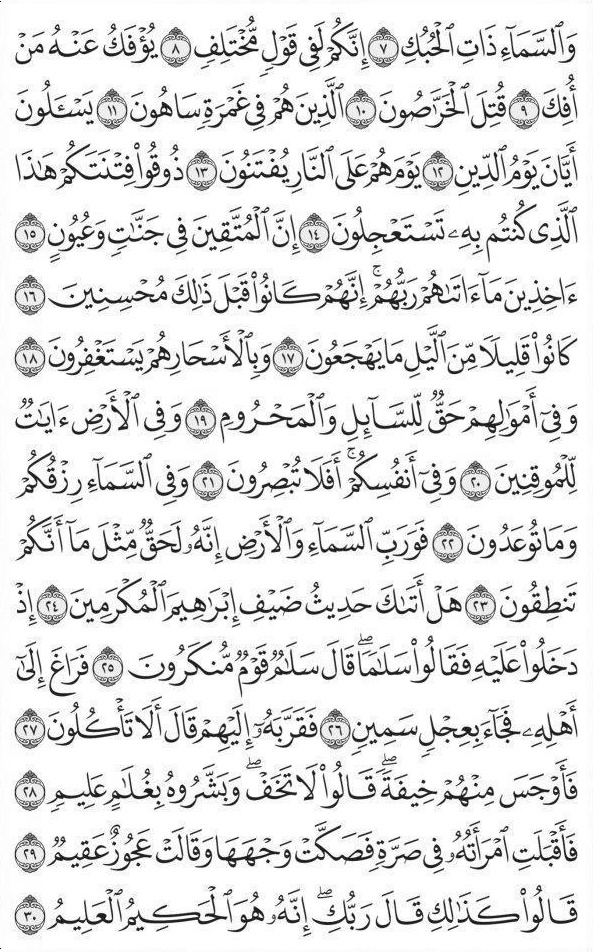 وَٱلسَّمَآءِ ذَاتِ ٱلْحُبُكِ ٧ إِنَّكُمْ لَفِى قَوْلٍ مُّخْتَلِفٍ ٨ يُؤْفَكُ عَنْهُ مَنْ
أُفِكَ ٩ قُتِلَ ٱلْخَرَّٰصُونَ ١٠ ٱلَّذِينَ هُمْ فِى غَمْرَةٍ سَاهُونَ ١١ يَسْـَٔلُونَ
أَيَّانَ يَوْمُ ٱلدِّينِ ١٢ يَوْمَ هُمْ عَلَى ٱلنَّارِ يُفْتَنُونَ ١٣ ذُوقُوا۟ فِتْنَتَكُمْ هَٰذَا
ٱلَّذِى كُنتُم بِهِۦ تَسْتَعْجِلُونَ ١٤ إِنَّ ٱلْمُتَّقِينَ فِى جَنَّٰتٍ وَعُيُونٍ ١٥
ءَاخِذِينَ مَآ ءَاتَىٰهُمْ رَبُّهُمْ ۚ إِنَّهُمْ كَانُوا۟ قَبْلَ ذَٰلِكَ مُحْسِنِينَ ١٦
كَانُوا۟ قَلِيلًا مِّنَ ٱلَّيْلِ مَا يَهْجَعُونَ ١٧ وَبِٱلْأَسْحَارِ هُمْ يَسْتَغْفِرُونَ ١٨
وَفِىٓ أَمْوَٰلِهِمْ حَقٌّ لِّلسَّآئِلِ وَٱلْمَحْرُومِ ١٩ وَفِى ٱلْأَرْضِ ءَايَٰتٌ
لِّلْمُوقِنِينَ ٢٠ وَفِىٓ أَنفُسِكُمْ ۚ أَفَلَا تُبْصِرُونَ ٢١ وَفِى ٱلسَّمَآءِ رِزْقُكُمْ
وَمَا تُوعَدُونَ ٢٢ فَوَرَبِّ ٱلسَّمَآءِ وَٱلْأَرْضِ إِنَّهُۥ لَحَقٌّ مِّثْلَ مَآ أَنَّكُمْ
تَنطِقُونَ ٢٣ هَلْ أَتَىٰكَ حَدِيثُ ضَيْفِ إِبْرَٰهِيمَ ٱلْمُكْرَمِينَ ٢٤ إِذْ
دَخَلُوا۟ عَلَيْهِ فَقَالُوا۟ سَلَٰمًا ۖ قَالَ سَلَٰمٌ قَوْمٌ مُّنكَرُونَ ٢٥ فَرَاغَ إِلَىٰٓ
أَهْلِهِۦ فَجَآءَ بِعِجْلٍ سَمِينٍ ٢٦ فَقَرَّبَهُۥٓ إِلَيْهِمْ قَالَ أَلَا تَأْكُلُونَ ٢٧
فَأَوْجَسَ مِنْهُمْ خِيفَةً ۖ قَالُوا۟ لَا تَخَفْ ۖ وَبَشَّرُوهُ بِغُلَٰمٍ عَلِيمٍ ٢٨
فَأَقْبَلَتِ ٱمْرَأَتُهُۥ فِى صَرَّةٍ فَصَكَّتْ وَجْهَهَا وَقَالَتْ عَجُوزٌ عَقِيمٌ ٢٩
قَالُوا۟ كَذَٰلِكِ قَالَ رَبُّكِ ۖ إِنَّهُۥ هُوَ ٱلْحَكِيمُ ٱلْعَلِيمُ ٣٠